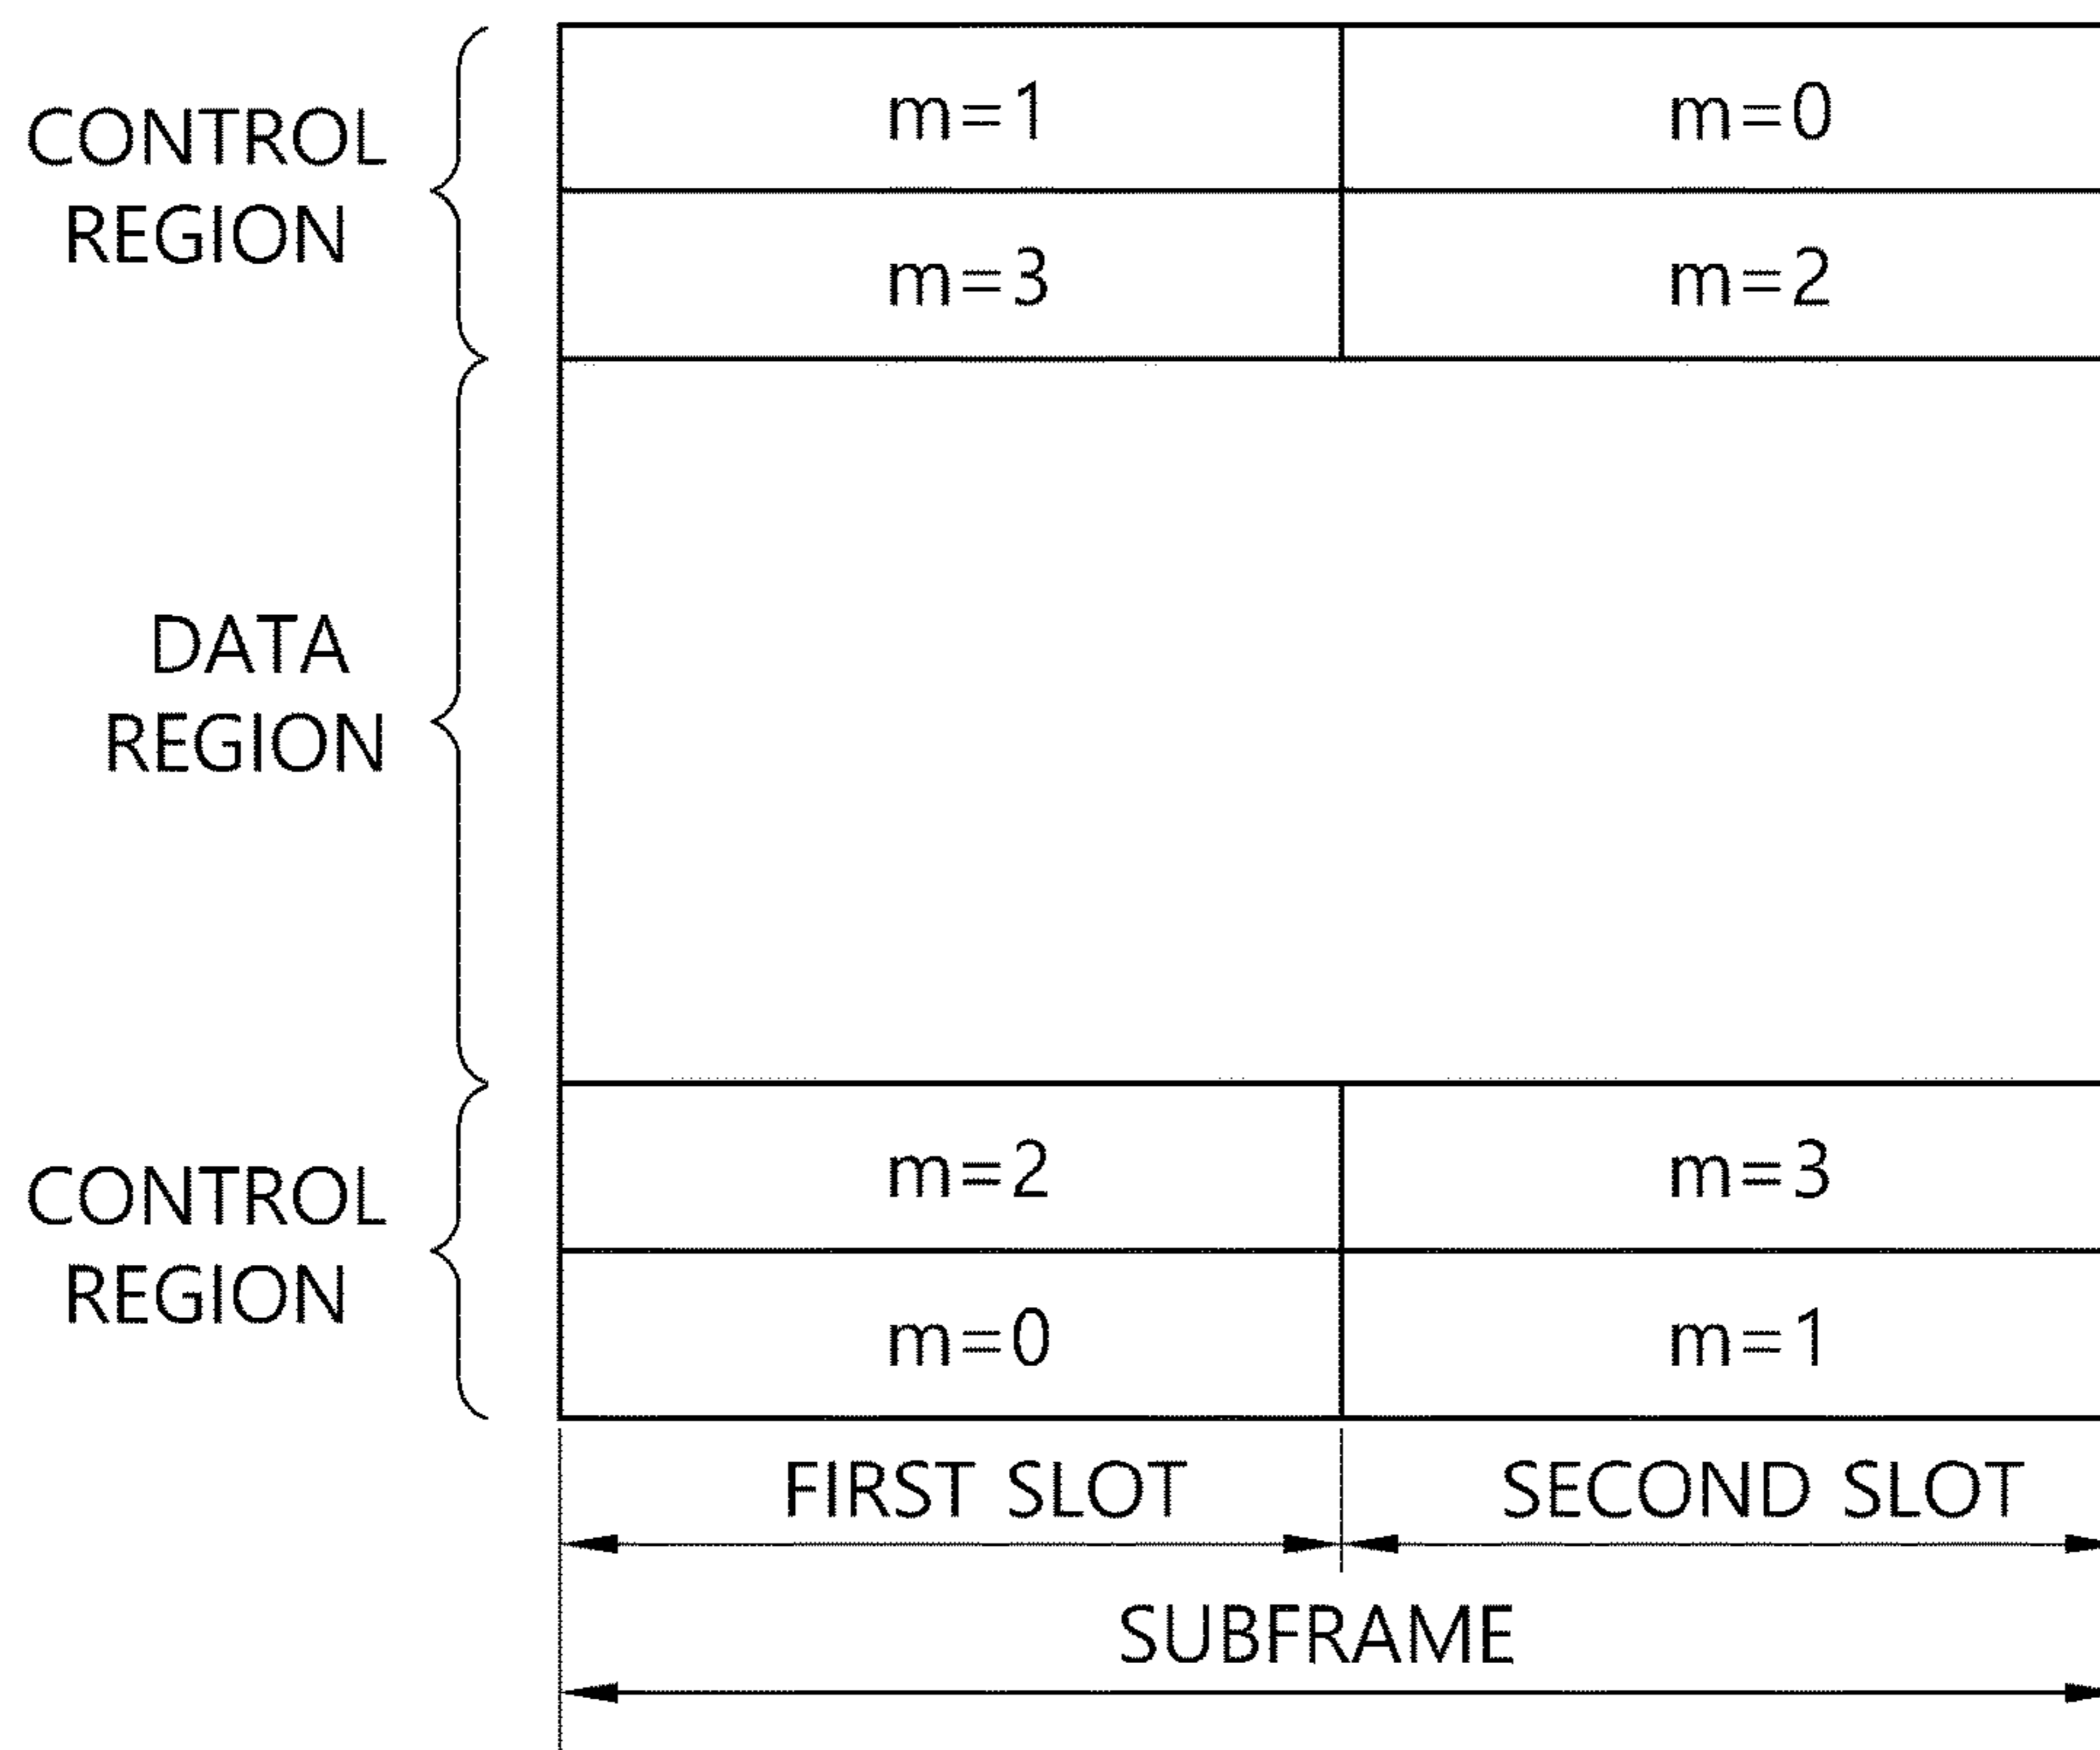 CONTROL
REGION
m=1
m=0
m=3
m=2
DATA
REGION
CONTROL
REGION
m=2
m=3
m=0
m=1
FIRST SLOT
SECOND SLOT
SUBFRAME